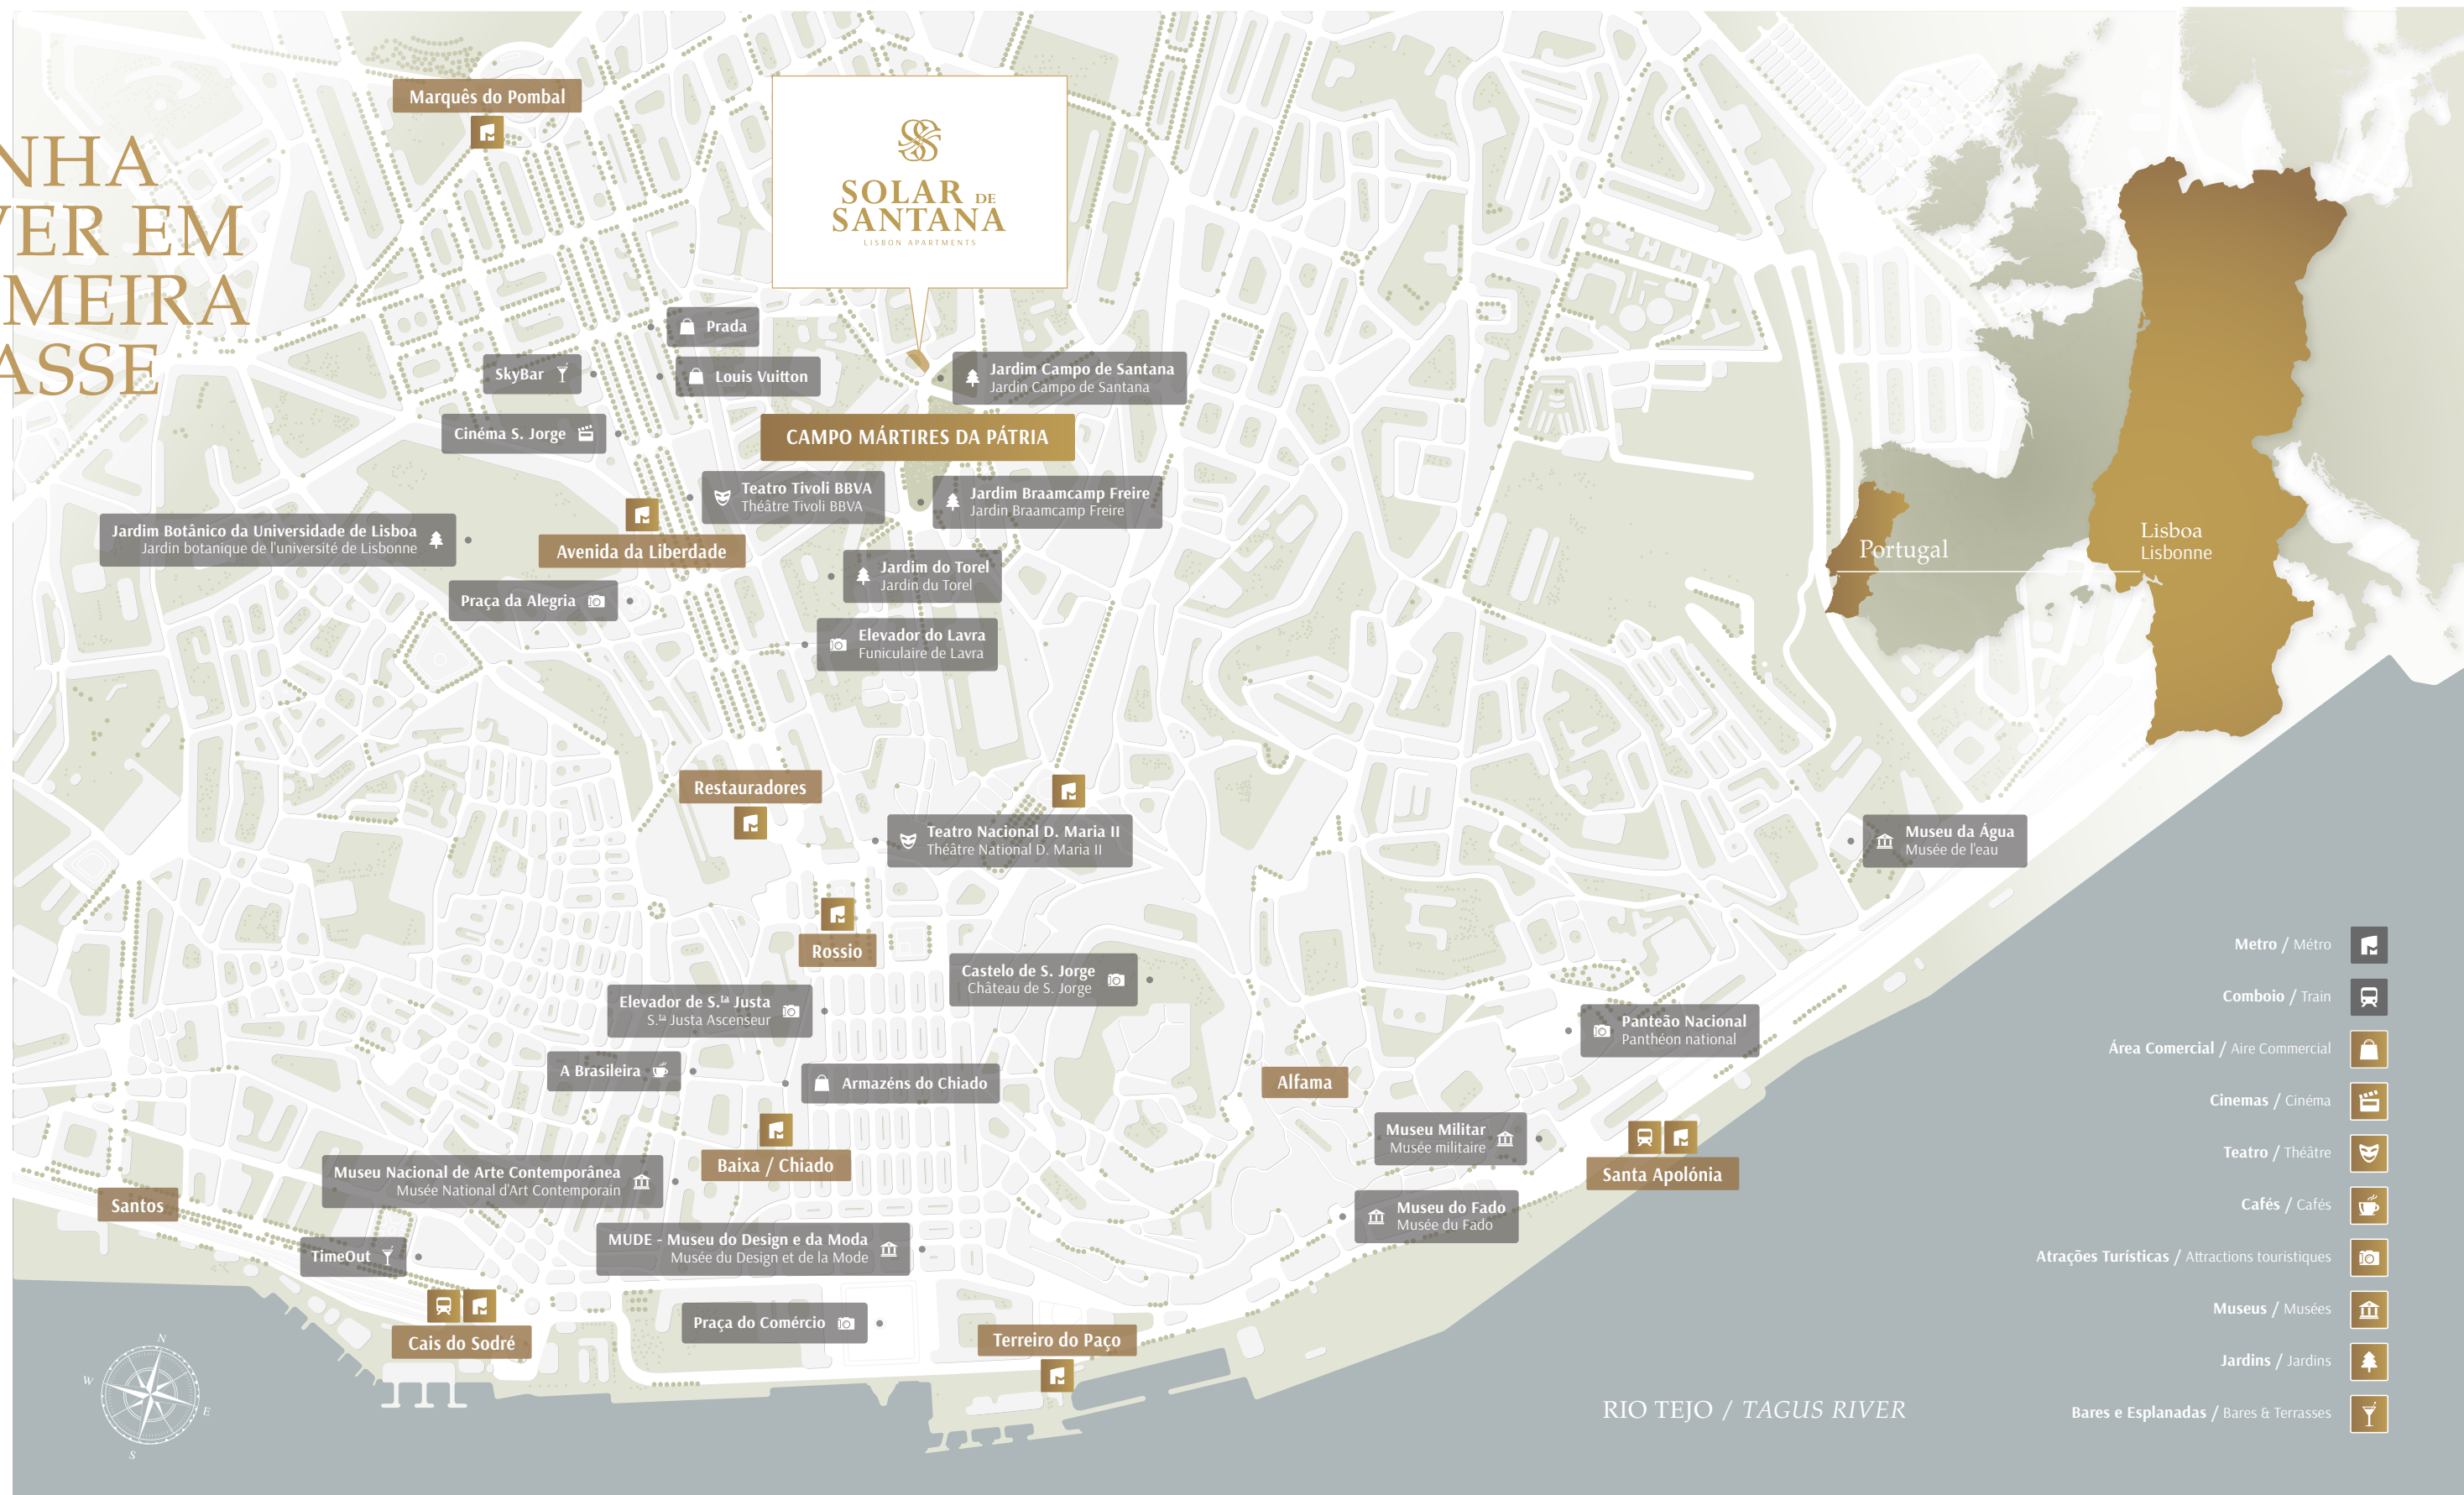 NHA
VER EM
MEIRA
ASSE
Marquês do Pombal
SOLAR DE
SANTANA
LISBON APARTMENTS
Prada
SkyBar
Louis Vuitton
Jardim Campo de Santana
Jardin Campo de Santana
Cinéma S. Jorge
CAMPO MÁRTIRES DA PÁTRIA
Teatro Tivoli BBVA
Théâtre Tivoli BBVA
Jardim Braamcamp Freire
Jardin Braamcamp Freire
Jardim Botânico da Universidade de Lisboa
Jardin botanique de l'université de Lisbonne
Avenida da Liberdade
Jardim do Torel
Jardin du Torel
Praça da Alegria
Elevador do Lavra
Funiculaire de Lavra
Portugal
Lisboa
Lisbonne
Restauradores
Teatro Nacional D. Maria II
Théâtre National D. Maria II
Museu da Água
Musée de l'eau
Rossio
Castelo de S. Jorge
Château de S. Jorge
Elevador de S.ta Justa
S.ta Justa Ascenseur
Panteão Nacional
Panthéon national
A Brasileira
Armazéns do Chiado
Alfama
Museu Militar
Musée militaire
Baixa / Chiado
Santa Apolónia
Museu Nacional de Arte Contemporânea
Musée National d'Art Contemporain
Santos
Museu do Fado
Musée du Fado
MUDE - Museu do Design e da Moda
Musée du Design et de la Mode
TimeOut
Praça do Comércio
Cais do Sodré
Terreiro do Paço
N
W
E
S
RIO TEJO / TAGUS RIVER
Metro / Métro
Comboio / Train
Área Comercial / Aire Commercial
Cinemas / Cinéma
Teatro / Théâtre
Cafés / Cafés
Atrações Turísticas / Attractions touristiques
Museus / Musées
Jardins / Jardins
Bares e Esplanadas / Bares & Terrasses